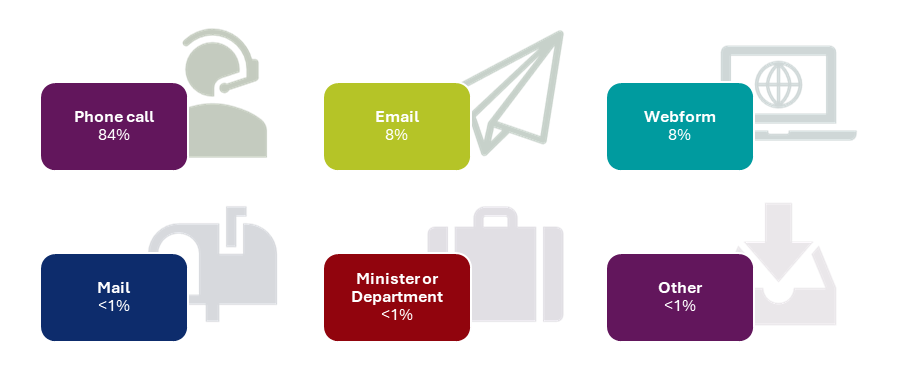 Phone call
84%
Email
8%
Webform
8%
Mail
<1%
Minister or
Department
<1%
Other
<1%